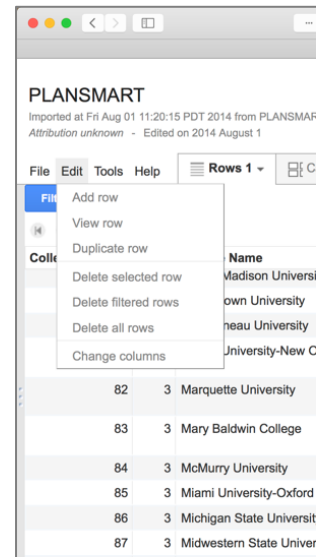 PLANSMART
Imported at Fri Aug 01 11:20:15 PDT 2014 from PLANSMAR
Attribution unknown - Edited on 2014 August 1
File Edit Tools Help Rows 1 C
Filt
Add row
View row
Duplicate row
Delete selected row
Delete filtered rows
Delete all rows
Change columns
Colle Name
Madison Universi
own University
neau University
University-New O
82 3 Marquette University
83 3 Mary Baldwin College
84 3 McMurry University
85 3 Miami University-Oxford
86 3 Michigan State Universit
87 3 Midwestern State Univer